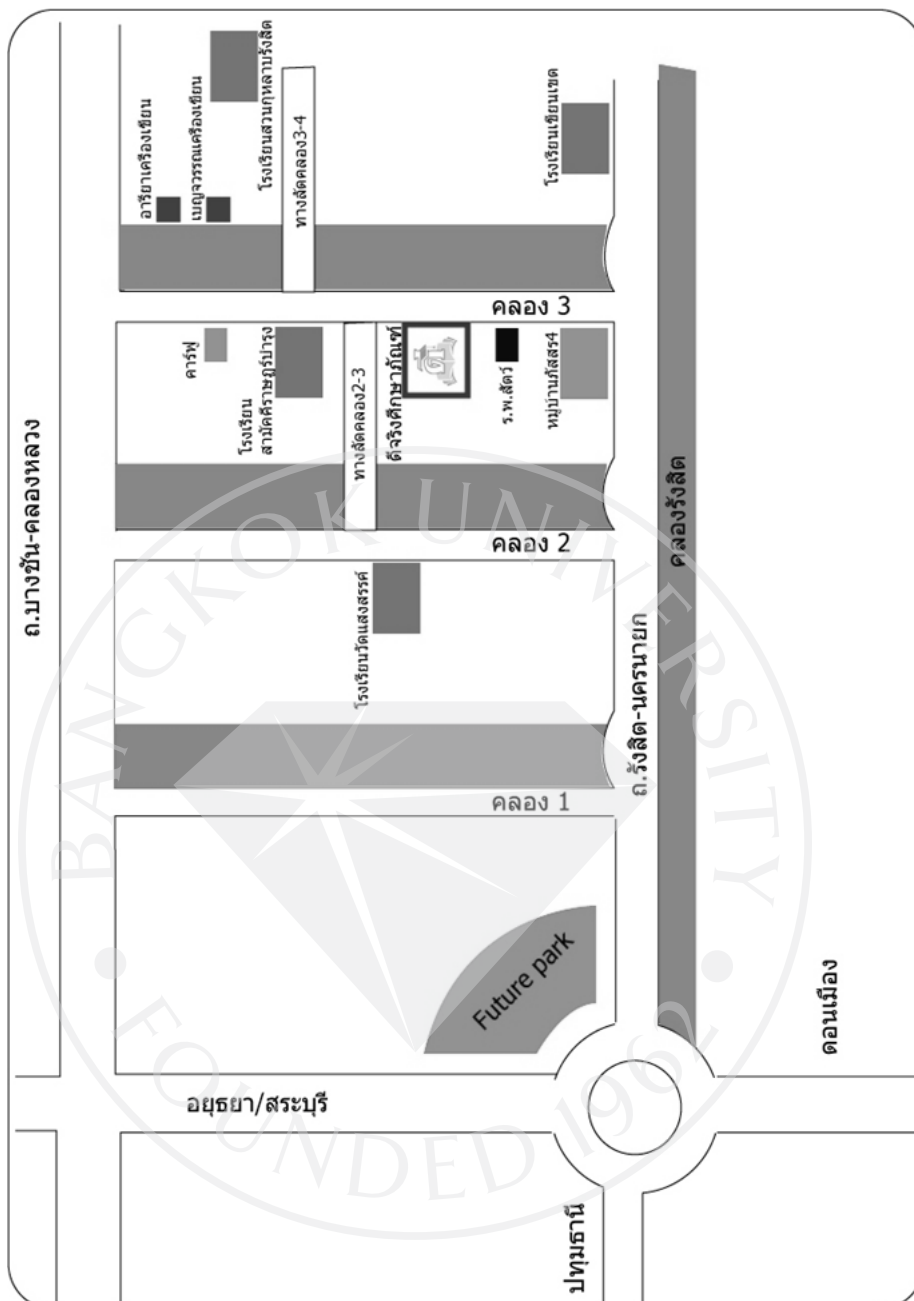 ถ.บางขัน-คลองหลวง
อารียาเครื่องเขียน
เบญจวรรณเครื่องเขียน
โรงเรียนสวนกุหลาบรังสิต
ทางลัดคลอง3-4
โรงเรียนเขียนเขต
คลอง 3
คาร์ฟู
โรงเรียน
สามัคคีราษฎร์บำรุง
ทางลัดคลอง2-3
ดีจริงศึกษาภัณฑ์
ร.พ.สัตว์
หมู่บ้านภัสสร4
คลอง 2
คลองรังสิต
โรงเรียนวัดแสงสรรค์
ถ.รังสิต-นครนายก
คลอง 1
Future park
ดอนเมือง
อยุธยา/สระบุรี
ปทุมธานี
BANGKOK UNIVERSITY
FOUNDED 1962